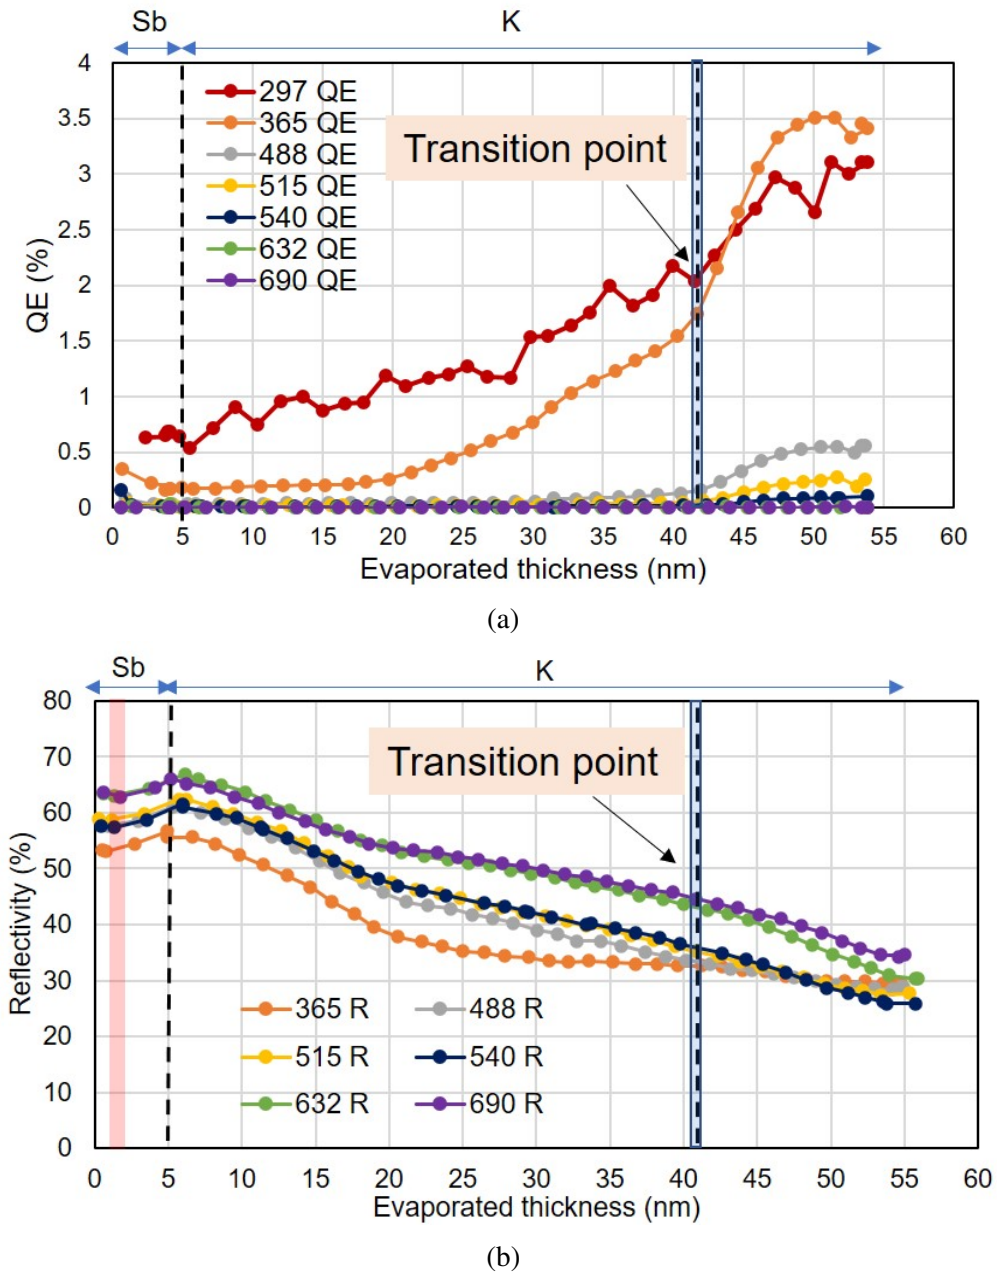 Sb K
4
3.5
3
2.5
2
1.5
1
0.5
0
QE (%)
297 QE
365 QE
488 QE
515 QE
540 QE
632 QE
690 QE
Transition point
0 5 10 15 20 25 30 35 40 45 50 55 60
Evaporated thickness (nm)
(a)
Sb K
80
70
60
50
40
30
20
10
0
Reflectivity (%)
Transition point
365 R 488 R
515 R 540 R
632 R 690 R
0 5 10 15 20 25 30 35 40 45 50 55 60
Evaporated thickness (nm)
(b)